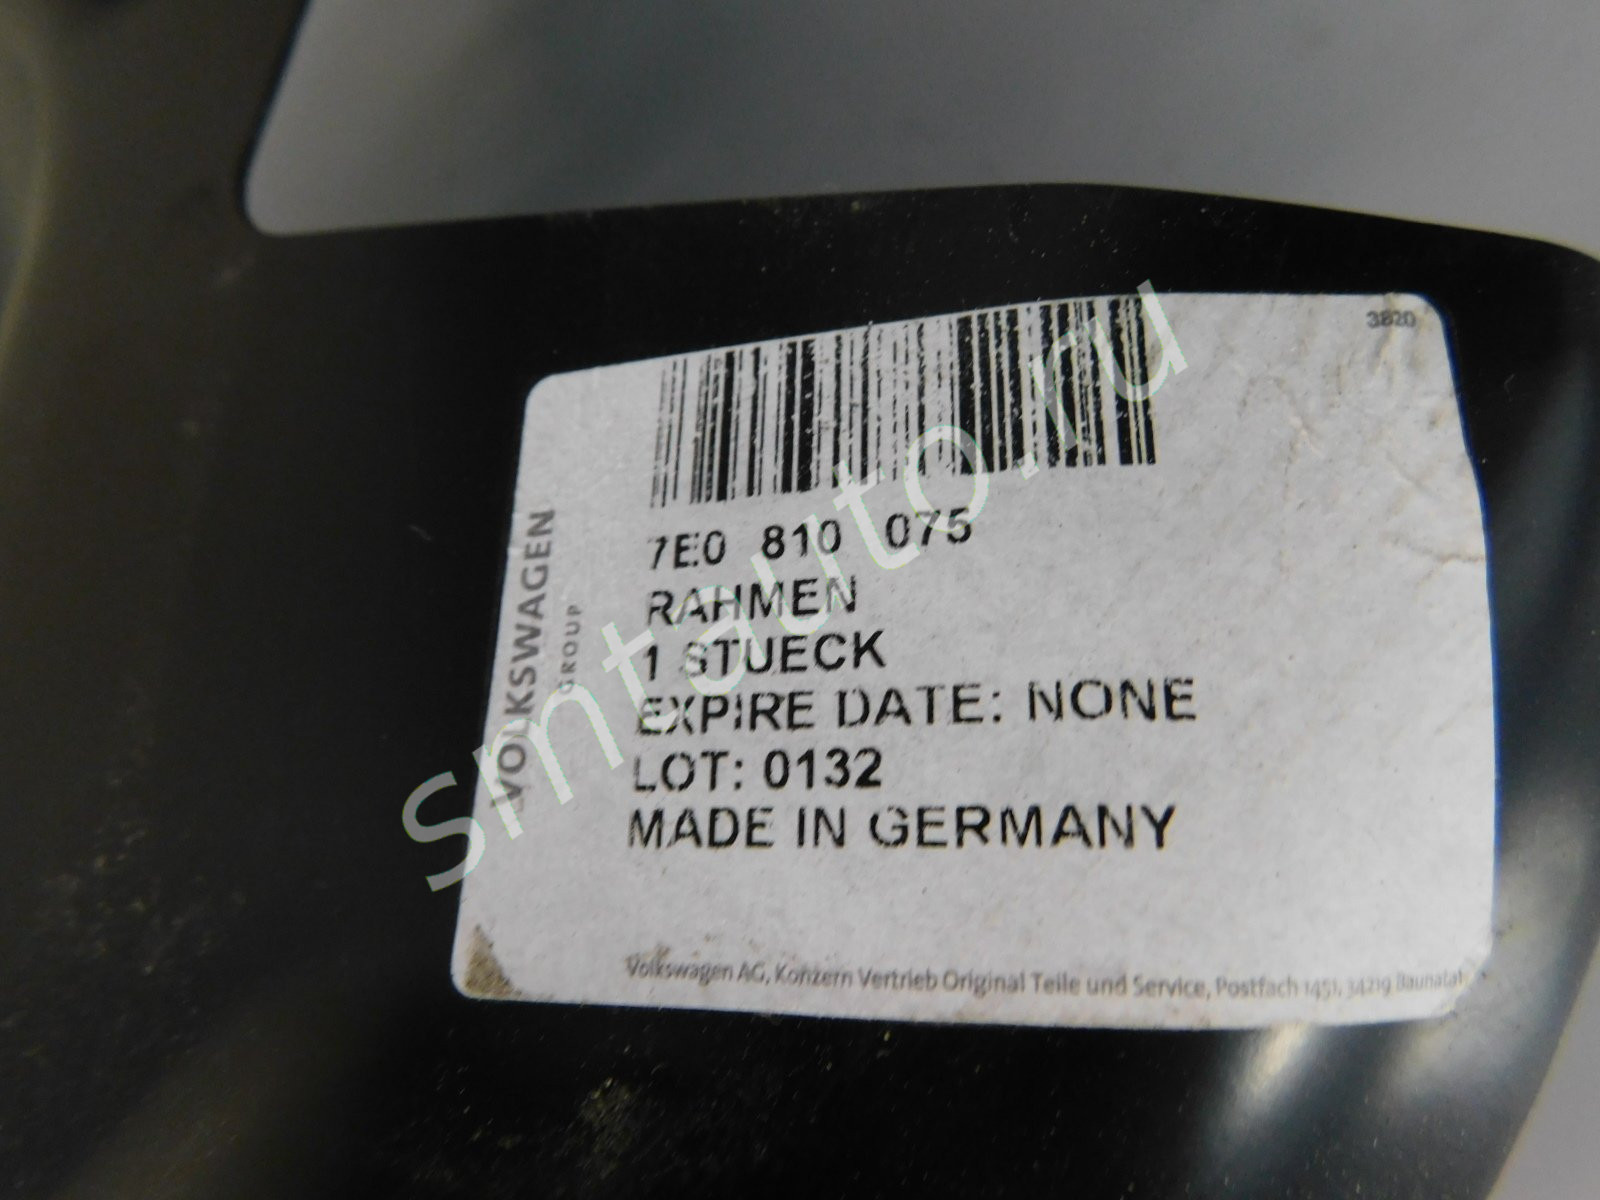 3820
7E0 810 075
RAHMEN
1 STUECK
EXPIRE DATE: NONE
LOT: 0132
MADE IN GERMANY
VOLKSWAGEN
GROUP
Volkswagen AG, Konzern Vertrieb Original Teile und Service, Postfach 1451, 34219 Baunatal
smtauto.ru